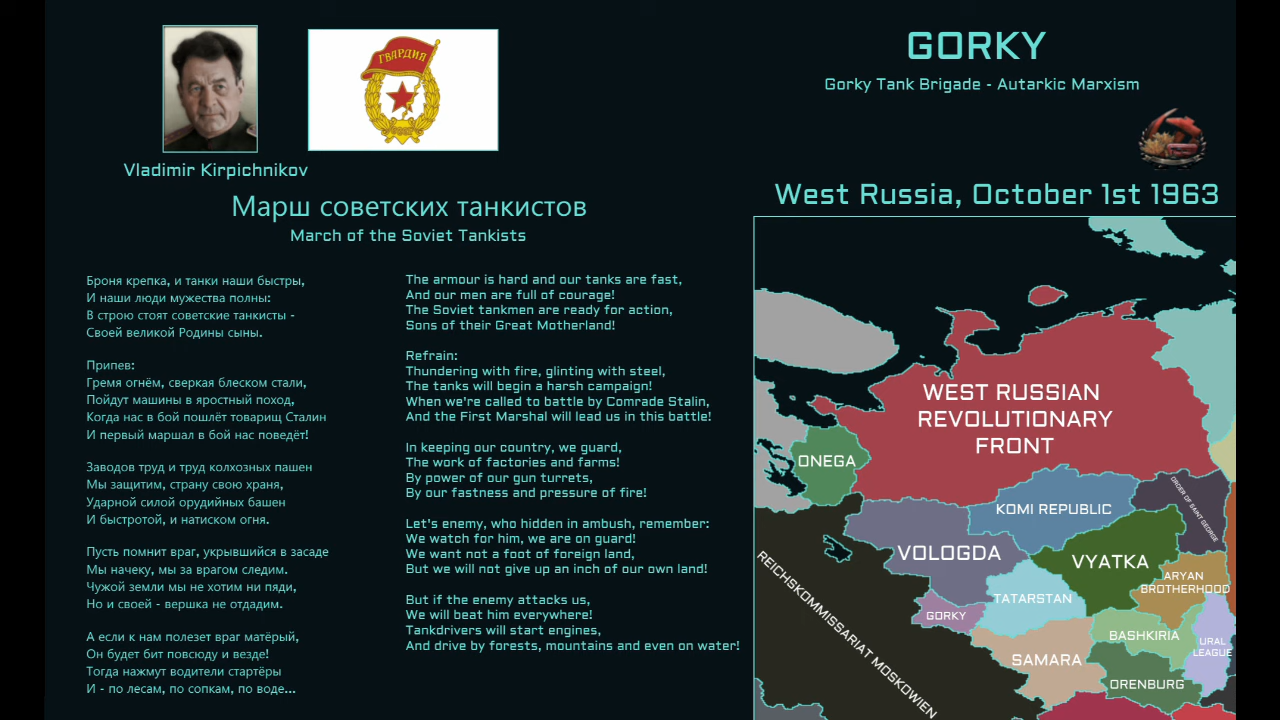 ГВАРДИЯ
СССР
Vladimir Kirpichnikov
GORKY
Gorky Tank Brigade - Autarkic Marxism
Марш советских танкистов
March of the Soviet Tankists
Броня крепка, и танки наши быстры,
И наши люди мужества полны:
В строю стоят советские танкисты -
Своей великой Родины сыны.
Припев:
Гремя огнём, сверкая блеском стали,
Пойдут машины в яростный поход,
Когда нас в бой пошлёт товарищ Сталин
И первый маршал в бой нас поведёт!
Заводов труд и труд колхозных пашен
Мы защитим, страну свою храня,
Ударной силой орудийных башен
И быстротой, и натиском огня.
Пусть помнит враг, укрывшийся в засаде
Мы начеку, мы за врагом следим.
Чужой земли мы не хотим ни пяди,
Но и своей - вершка не отдадим.
А если к нам полезет враг матёрый,
Он будет бит повсюду и везде!
Тогда нажмут водители стартёры
И - по лесам, по сопкам, по воде...
The armour is hard and our tanks are fast,
And our men are full of courage!
The Soviet tankmen are ready for action,
Sons of their Great Motherland!
Refrain:
Thundering with fire, glinting with steel,
The tanks will begin a harsh campaign!
When we're called to battle by Comrade Stalin,
And the First Marshal will lead us in this battle!
In keeping our country, we guard,
The work of factories and farms!
By power of our gun turrets,
By our fastness and pressure of fire!
Let's enemy, who hidden in ambush, remember:
We watch for him, we are on guard!
We want not a foot of foreign land,
But we will not give up an inch of our own land!
But if the enemy attacks us,
We will beat him everywhere!
Tankdrivers will start engines,
And drive by forests, mountains and even on water!
West Russia, October 1st 1963
WEST RUSSIAN
REVOLUTIONARY
FRONT
ONEGA
KOMI REPUBLIC
ORDER OF SAINT GEORGE
VOLOGDA
VYATKA
ARYAN
BROTHERHOOD
TATARSTAN
GORKY
BASHKIRIA
URAL
LEAGUE
SAMARA
ORENBURG
REICHSKOMMISSARIAT MOSKOWIEN